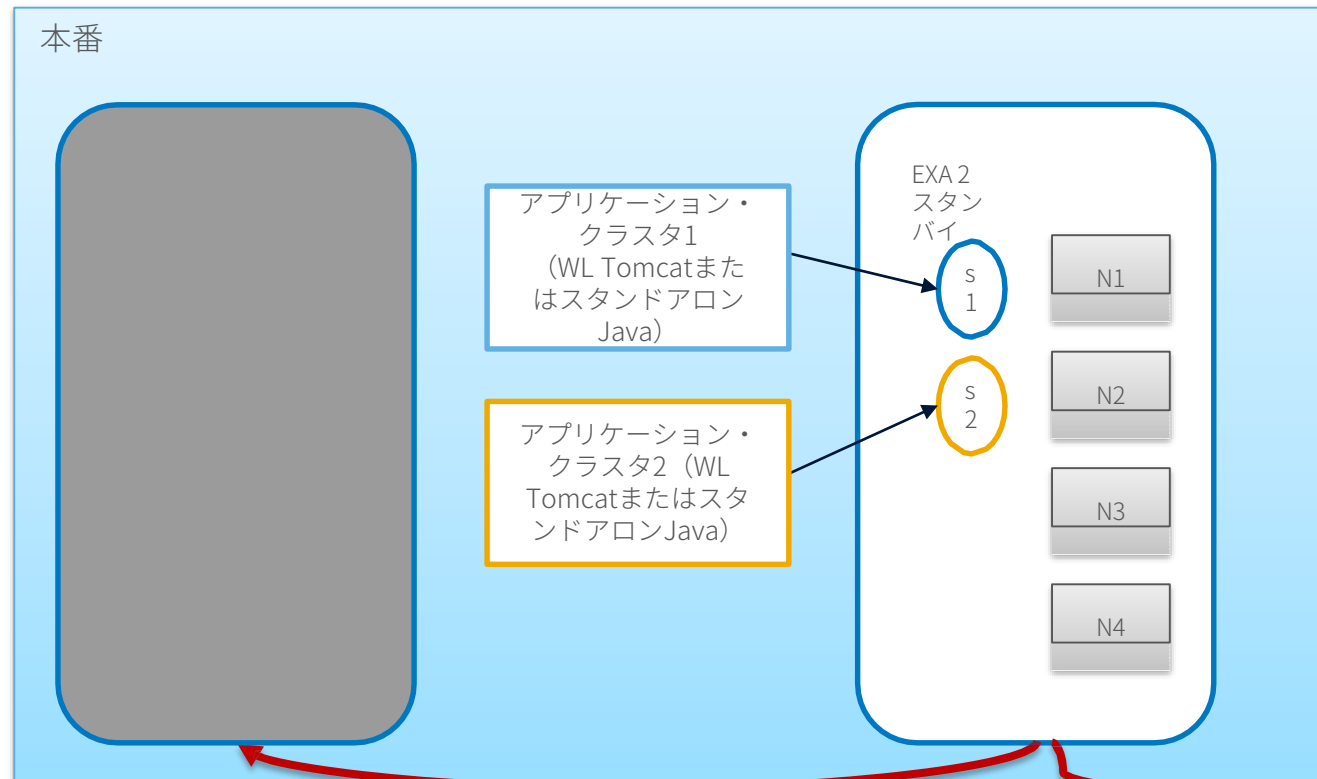 本番
アプリケーション・
クラスタ1
（WL Tomcatまた
はスタンドアロン
Java）
アプリケーション・
クラスタ2（WL
Tomcatまたはスタ
ンドアロンJava）
EXA 2
スタン
バイ
S
1
S
2
N1
N2
N3
N4